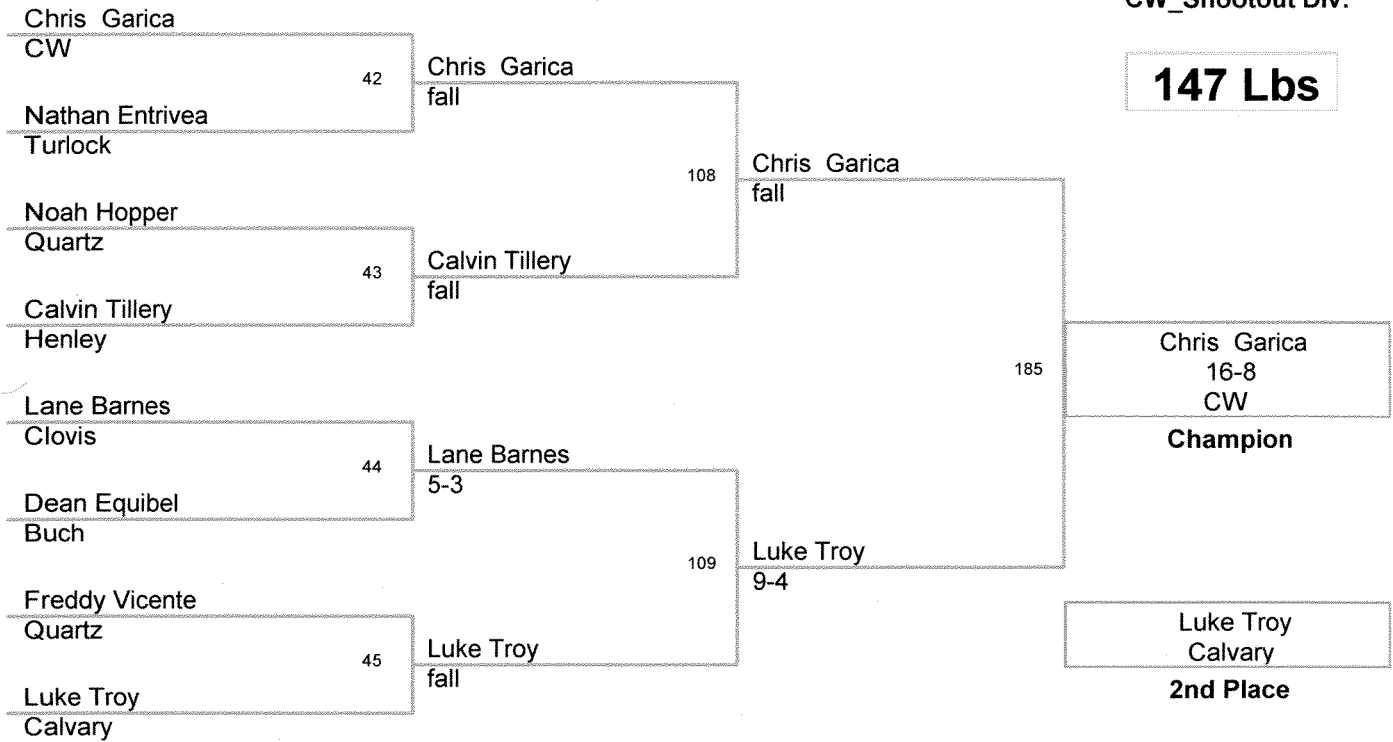 CW_Shootout Div.
147 Lbs
Chris Garica
CW
42
Nathan Entrivea
Turlock
Chris Garica
fall
Noah Hopper
Quartz
43
Calvin Tillery
Henley
Calvin Tillery
fall
108
Chris Garica
fall
Lane Barnes
Clovis
44
Dean Equibel
Buch
Lane Barnes
5-3
Freddy Vicente
Quartz
45
Luke Troy
Calvary
Luke Troy
fall
109
Luke Troy
9-4
185
Chris Garica
16-8
CW
Champion
Luke Troy
Calvary
2nd Place